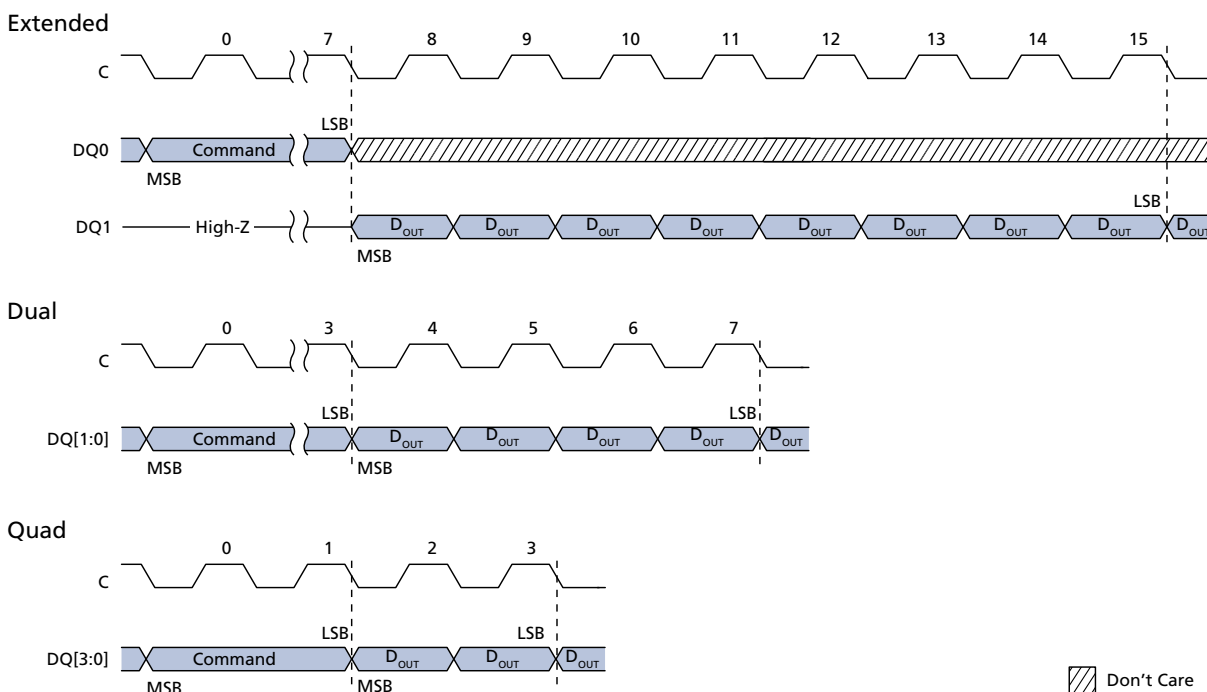 Extended
0 7 8 9 10 11 12 13 14 15
C
LSB
DQ0 Command
MSB
LSB
DQ1 High-Z DOUT DOUT DOUT DOUT DOUT DOUT DOUT DOUT DOUT
MSB
Dual
0 3 4 5 6 7
C
LSB LSB
DQ[1:0] Command DOUT DOUT DOUT DOUT DOUT
MSB MSB
Quad
0 1 2 3
C
LSB LSB
DQ[3:0] Command DOUT DOUT DOUT
MSB MSB
Don't Care